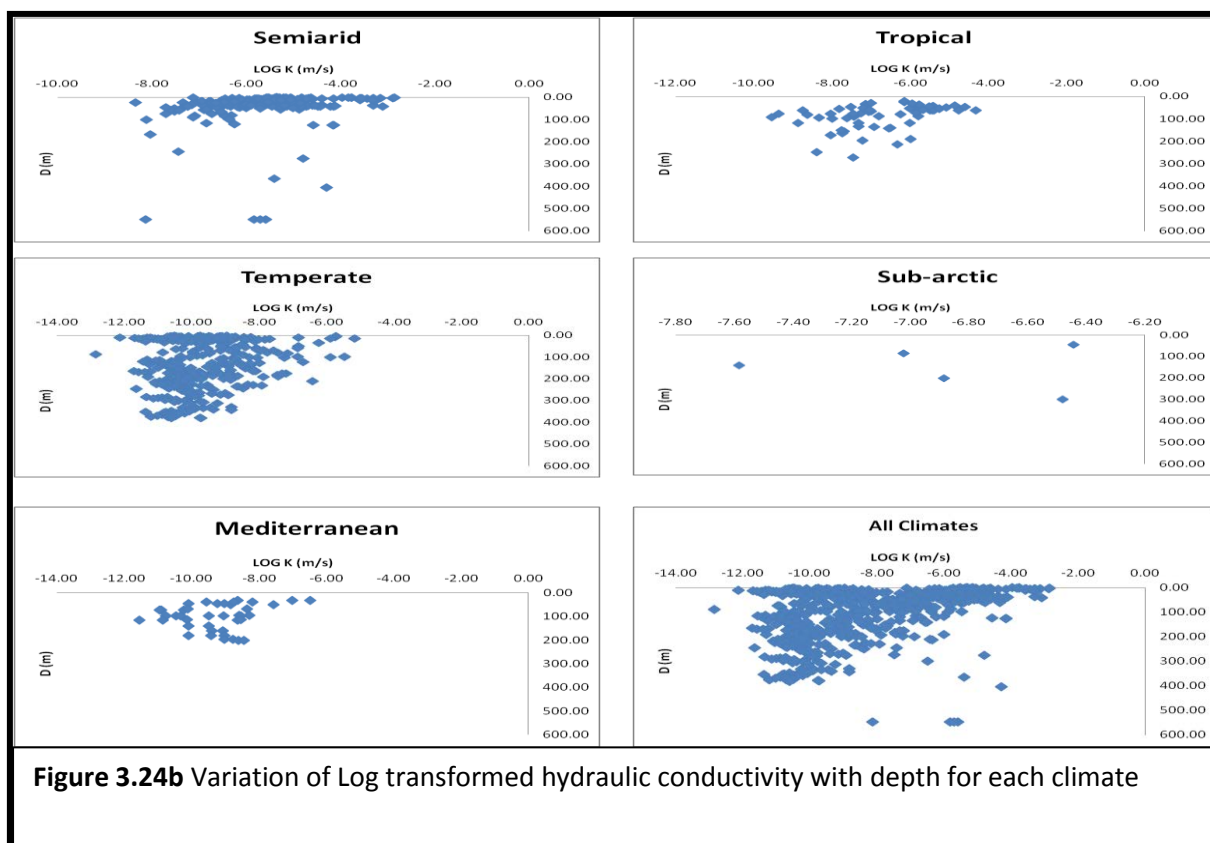 Semiarid
LOG K (m/s)
-10.00 -8.00 -6.00 -4.00 -2.00 0.00
0.00
100.00
200.00
300.00
400.00
500.00
600.00
D (m)
Tropical
LOG K (m/s)
-12.00 -10.00 -8.00 -6.00 -4.00 -2.00 0.00
0.00
100.00
200.00
300.00
400.00
500.00
600.00
D (m)
Temperate
LOG K (m/s)
-14.00 -12.00 -10.00 -8.00 -6.00 -4.00 -2.00 0.00
0.00
100.00
200.00
300.00
400.00
500.00
600.00
D (m)
Sub-arctic
LOG K (m/s)
-7.80 -7.60 -7.40 -7.20 -7.00 -6.80 -6.60 -6.40 -6.20
0.00
100.00
200.00
300.00
400.00
500.00
600.00
D (m)
Mediterranean
LOG K (m/s)
-14.00 -12.00 -10.00 -8.00 -6.00 -4.00 -2.00 0.00
0.00
100.00
200.00
300.00
400.00
500.00
600.00
D (m)
All Climates
LOG K (m/s)
-14.00 -12.00 -10.00 -8.00 -6.00 -4.00 -2.00 0.00
0.00
100.00
200.00
300.00
400.00
500.00
600.00
D (m)
Figure 3.24b Variation of Log transformed hydraulic conductivity with depth for each climate